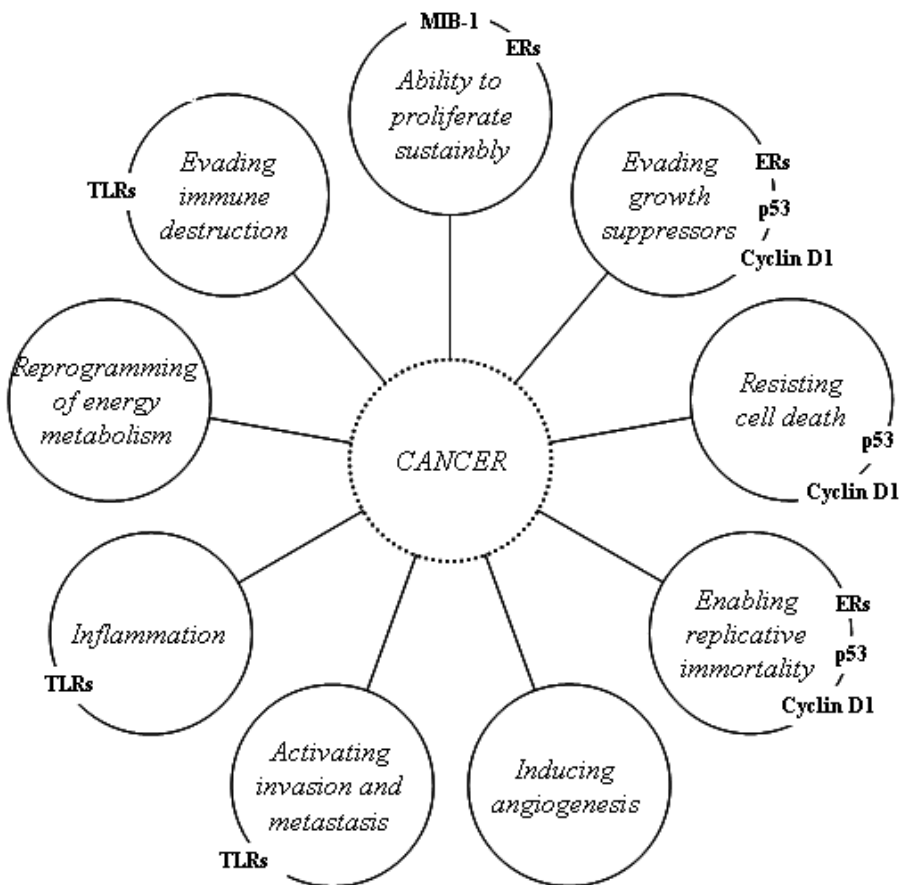 MIB-1
ERs
Ability to
proliferate
sustainbly
Evading
growth
suppressors
ERs
p53
Cyclin D1
Resisting
cell death
p53
Cyclin D1
Enabling
replicative
immortality
ERs
p53
Cyclin D1
Inducing
angiogenesis
Activating
invasion and
metastasis
TLRs
Inflammation
TLRs
Reprogramming
of energy
metabolism
Evading
immune
destruction
TLRs
CANCER